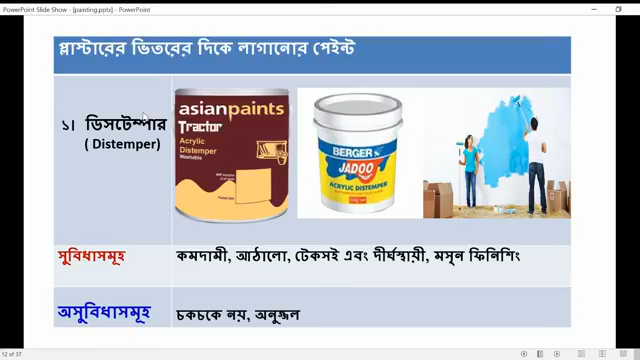 PowerPoint Slide Show - [painting.pptx] - PowerPoint
প্লাস্টারের ভিতরের দিকে লাগানোর পেইন্ট
১। ডিসটেম্পার
( Distemper)
asianpaints
Tractor
Acrylic
Distemper
Washable
BERGER
JADOO
ACRYLIC DISTEMPER
সুবিধাসমূহ
কমদামী, আঠালো, টেকসই এবং দীর্ঘস্থায়ী, মসৃন ফিনিশিং
অসুবিধাসমূহ
চকচকে নয়, অনুজ্জল
12 of 37